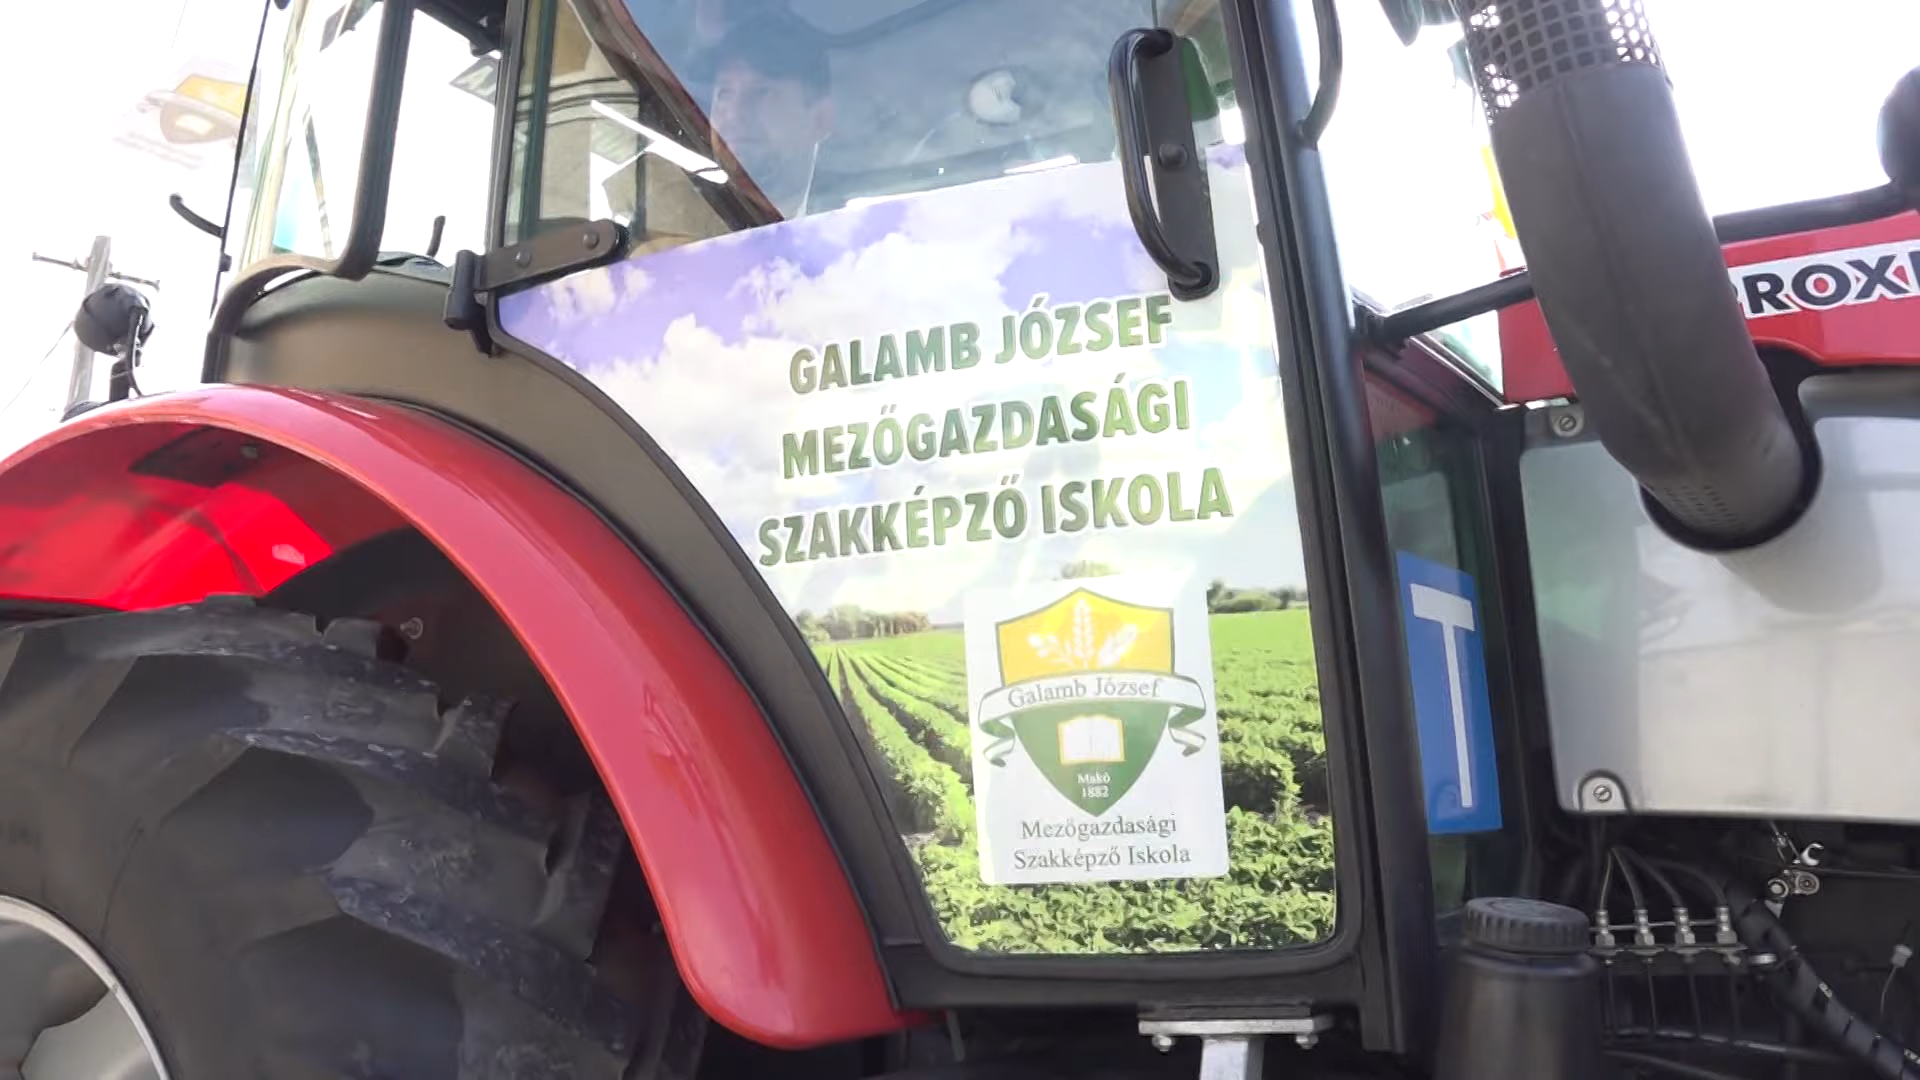 GALAMB JÓZSEF
MEZŐGAZDASÁGI
SZAKKÉPZŐ ISKOLA
Galamb József
Makó
1882
Mezőgazdasági
Szakképző Iskola
T